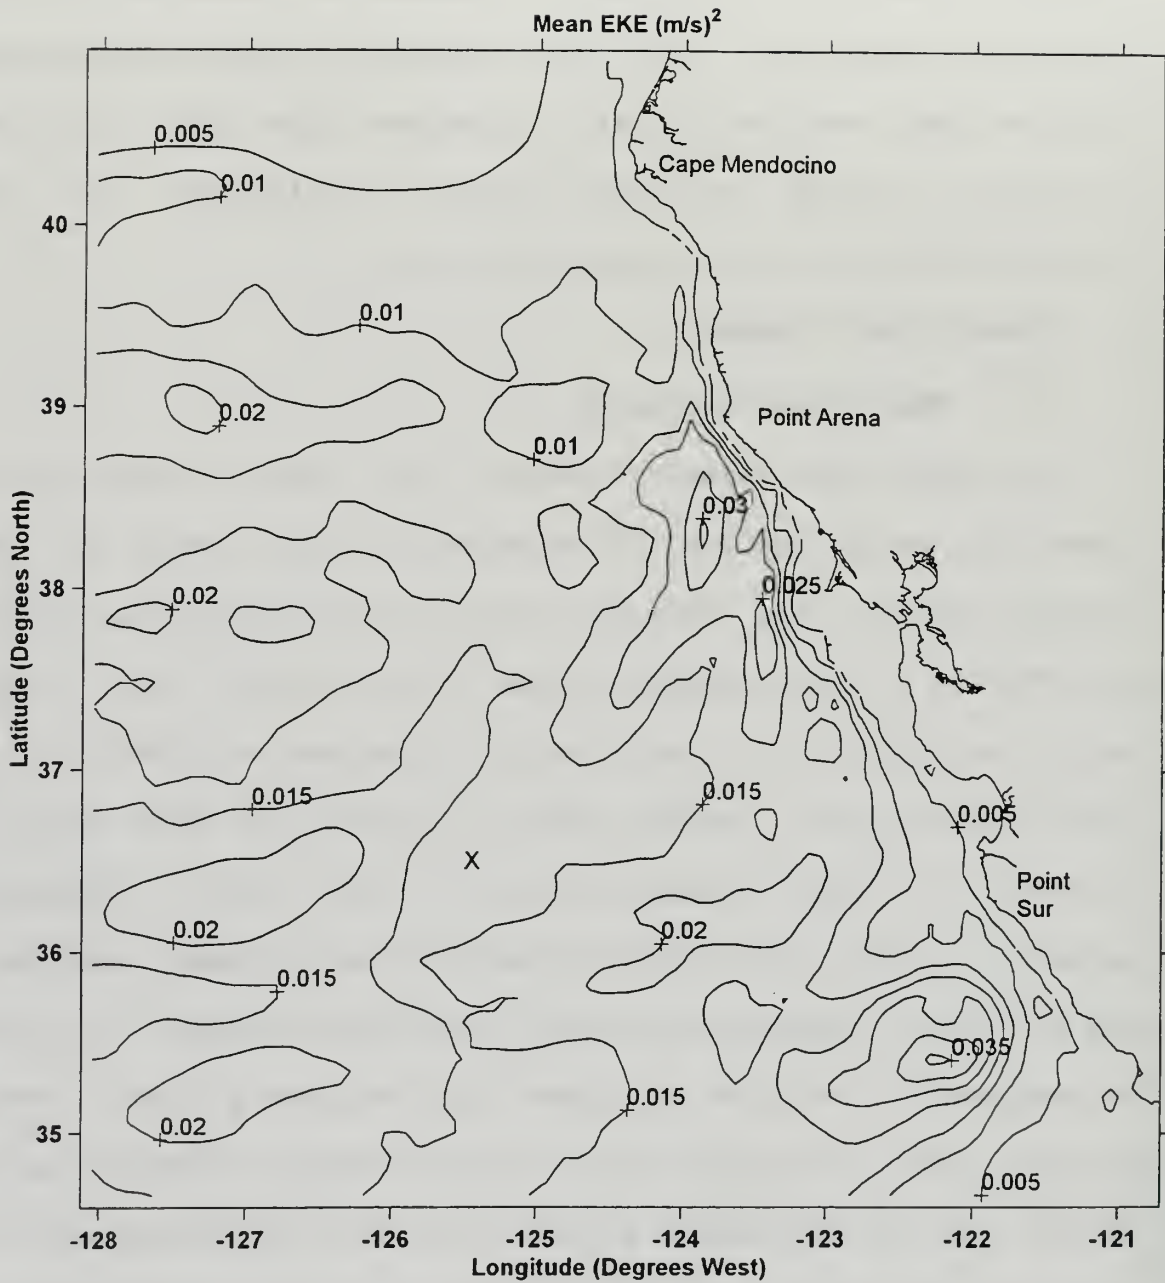 Mean EKE (m/s)²
0.005
Cape Mendocino
0.01
40
0.01
39
0.02
Point Arena
0.01
0.03
38
0.02
0.025
37
0.015
0.015
0.005
X
Point
Sur
0.02
0.02
36
0.015
0.035
0.015
35
0.02
0.005
-128 -127 -126 -125 -124 -123 -122 -121
Longitude (Degrees West)
Latitude (Degrees North)